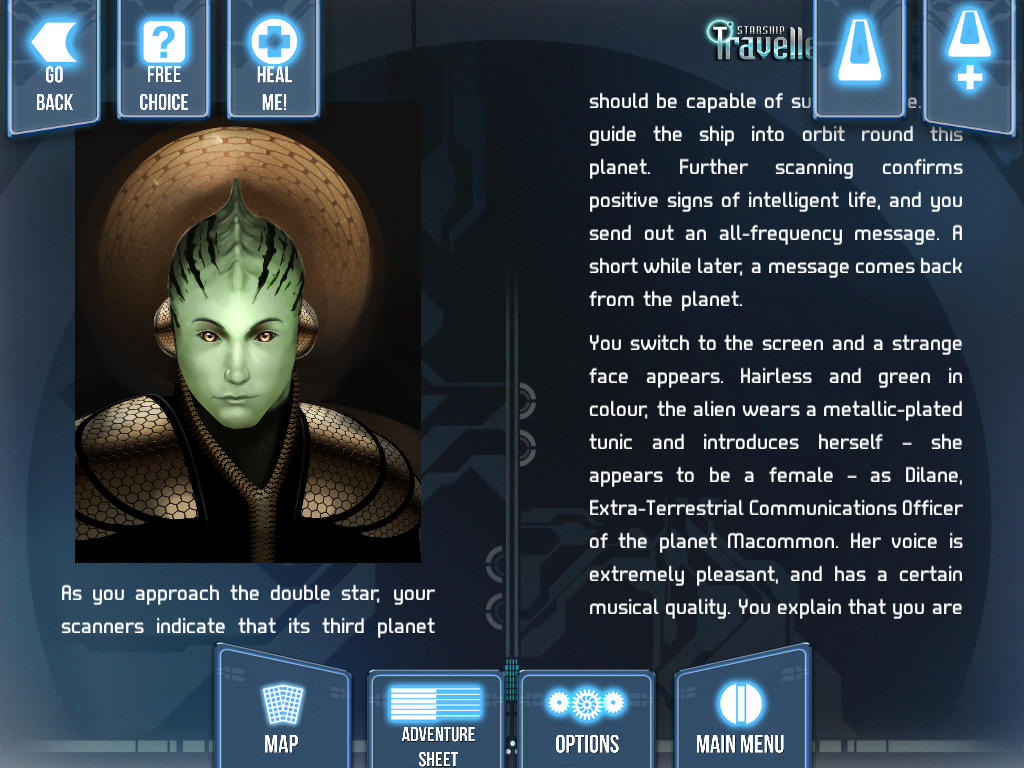 GO
BACK
FREE
CHOICE
HEAL
ME!
STARSHIP
As you approach the double star, your
scanners indicate that its third planet
should be capable of
guide the ship into orbit round this
planet. Further scanning confirms
positive signs of intelligent life, and you
send out an all-frequency message. A
short while later, a message comes back
from the planet.
You switch to the screen and a strange
face appears. Hairless and green in
colour, the alien wears a metallic-plated
tunic and introduces herself – she
appears to be a female – as Dilane,
Extra-Terrestrial Communications Officer
of the planet Macommon. Her voice is
extremely pleasant, and has a certain
musical quality. You explain that you are
MAP
ADVENTURE
SHEET
OPTIONS
MAIN MENU